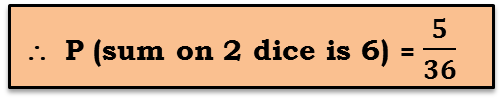 ∴ P (sum on 2 dice is 6) = 5/36